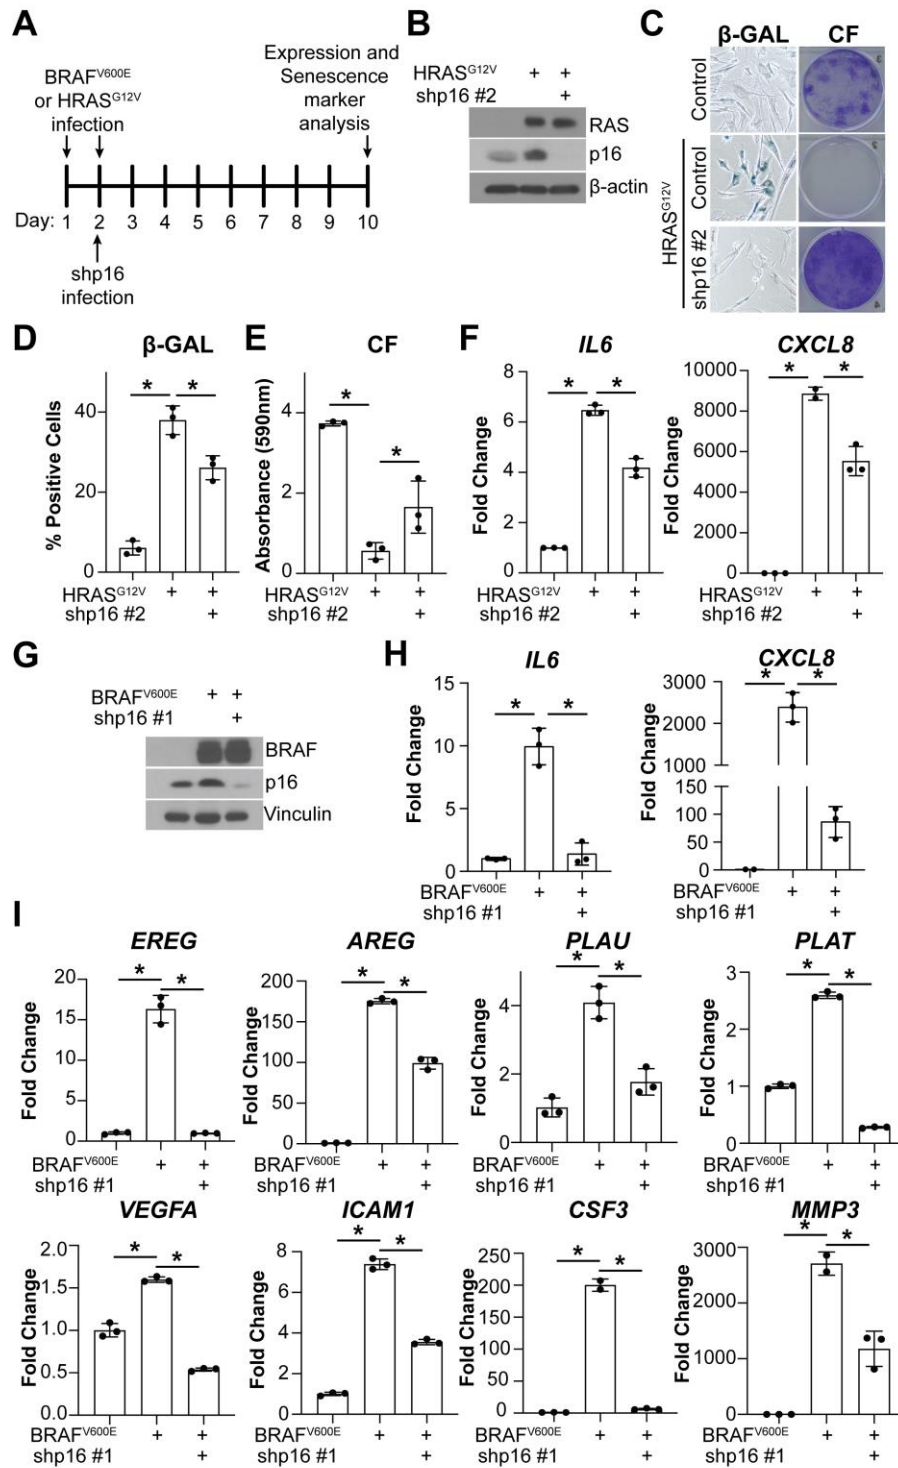 A
BRAFV600E
or HRASG12V
infection
Expression and
Senescence
marker
analysis
Day: 1 2 3 4 5 6 7 8 9 10
shp16
infection
B
HRASG12V + +
shp16 #2 +
RAS
p16
β-actin
C
β-GAL CF
Control
Control
shp16 #2
HRASG12V
D
β-GAL
* *
% Positive Cells
40
20
0
HRASG12V + +
shp16 #2 +
E
CF
* *
Absorbance (590nm)
4
2
0
HRASG12V + +
shp16 #2 +
F
IL6
* *
Fold Change
8
6
4
2
0
HRASG12V + +
shp16 #2 +
CXCL8
* *
Fold Change
10000
8000
6000
4000
2000
0
HRASG12V + +
shp16 #2 +
G
BRAFV600E + +
shp16 #1 +
BRAF
p16
Vinculin
H
IL6
* *
Fold Change
15
10
5
0
BRAFV600E + +
shp16 #1 +
CXCL8
* *
Fold Change
3000
2000
1000
150
100
50
0
BRAFV600E + +
shp16 #1 +
I
EREG
* *
Fold Change
20
15
10
5
0
BRAFV600E + +
shp16 #1 +
AREG
* *
Fold Change
200
150
100
50
0
BRAFV600E + +
shp16 #1 +
PLAU
* *
Fold Change
4
2
0
BRAFV600E + +
shp16 #1 +
PLAT
* *
Fold Change
3
2
1
0
BRAFV600E + +
shp16 #1 +
VEGFA
* *
Fold Change
2.0
1.5
1.0
0.5
0.0
BRAFV600E + +
shp16 #1 +
ICAM1
* *
Fold Change
8
6
4
2
0
BRAFV600E + +
shp16 #1 +
CSF3
* *
Fold Change
250
200
150
100
50
0
BRAFV600E + +
shp16 #1 +
MMP3
* *
Fold Change
3000
2000
1000
0
BRAFV600E + +
shp16 #1 +